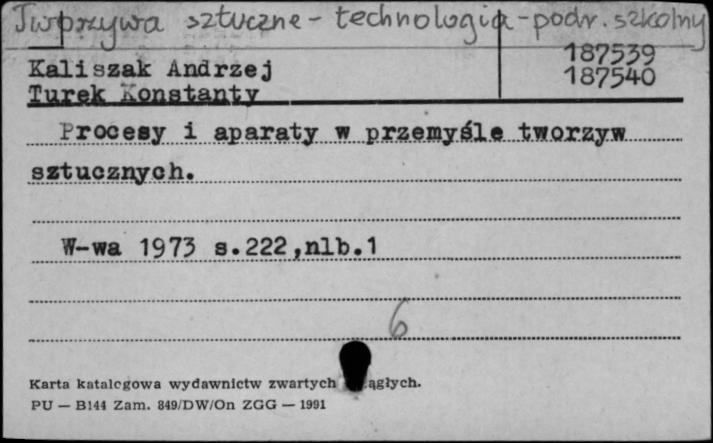 Tworzywa sztuczne - technologia - podr. szkolny
187539
Kaliszak Andrzej
187540
Turek Konstanty
Procesy i aparaty w przemyśle tworzyw
sztucznych.
W-wa 1973 s.222,nlb.1
6
Karta katalogowa wydawnictw zwartych ągłych.
PU — B144 Zam. 849/DW/On ZGG — 1991